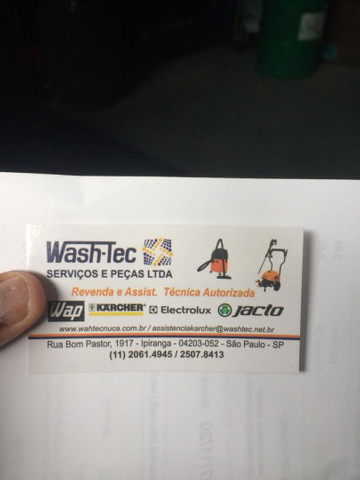 Wash-Tec
SERVIÇOS E PEÇAS LTDA
Revenda e Assist. Técnica Autorizada
Wap KÄRCHER Electrolux Jacto
www.wahtecnuca.com.br / assistenciakarcher@washtec.net.br
Rua Bom Pastor, 1917 - Ipiranga - 04203-052 - São Paulo - SP
(11) 2061.4945 / 2507.8413